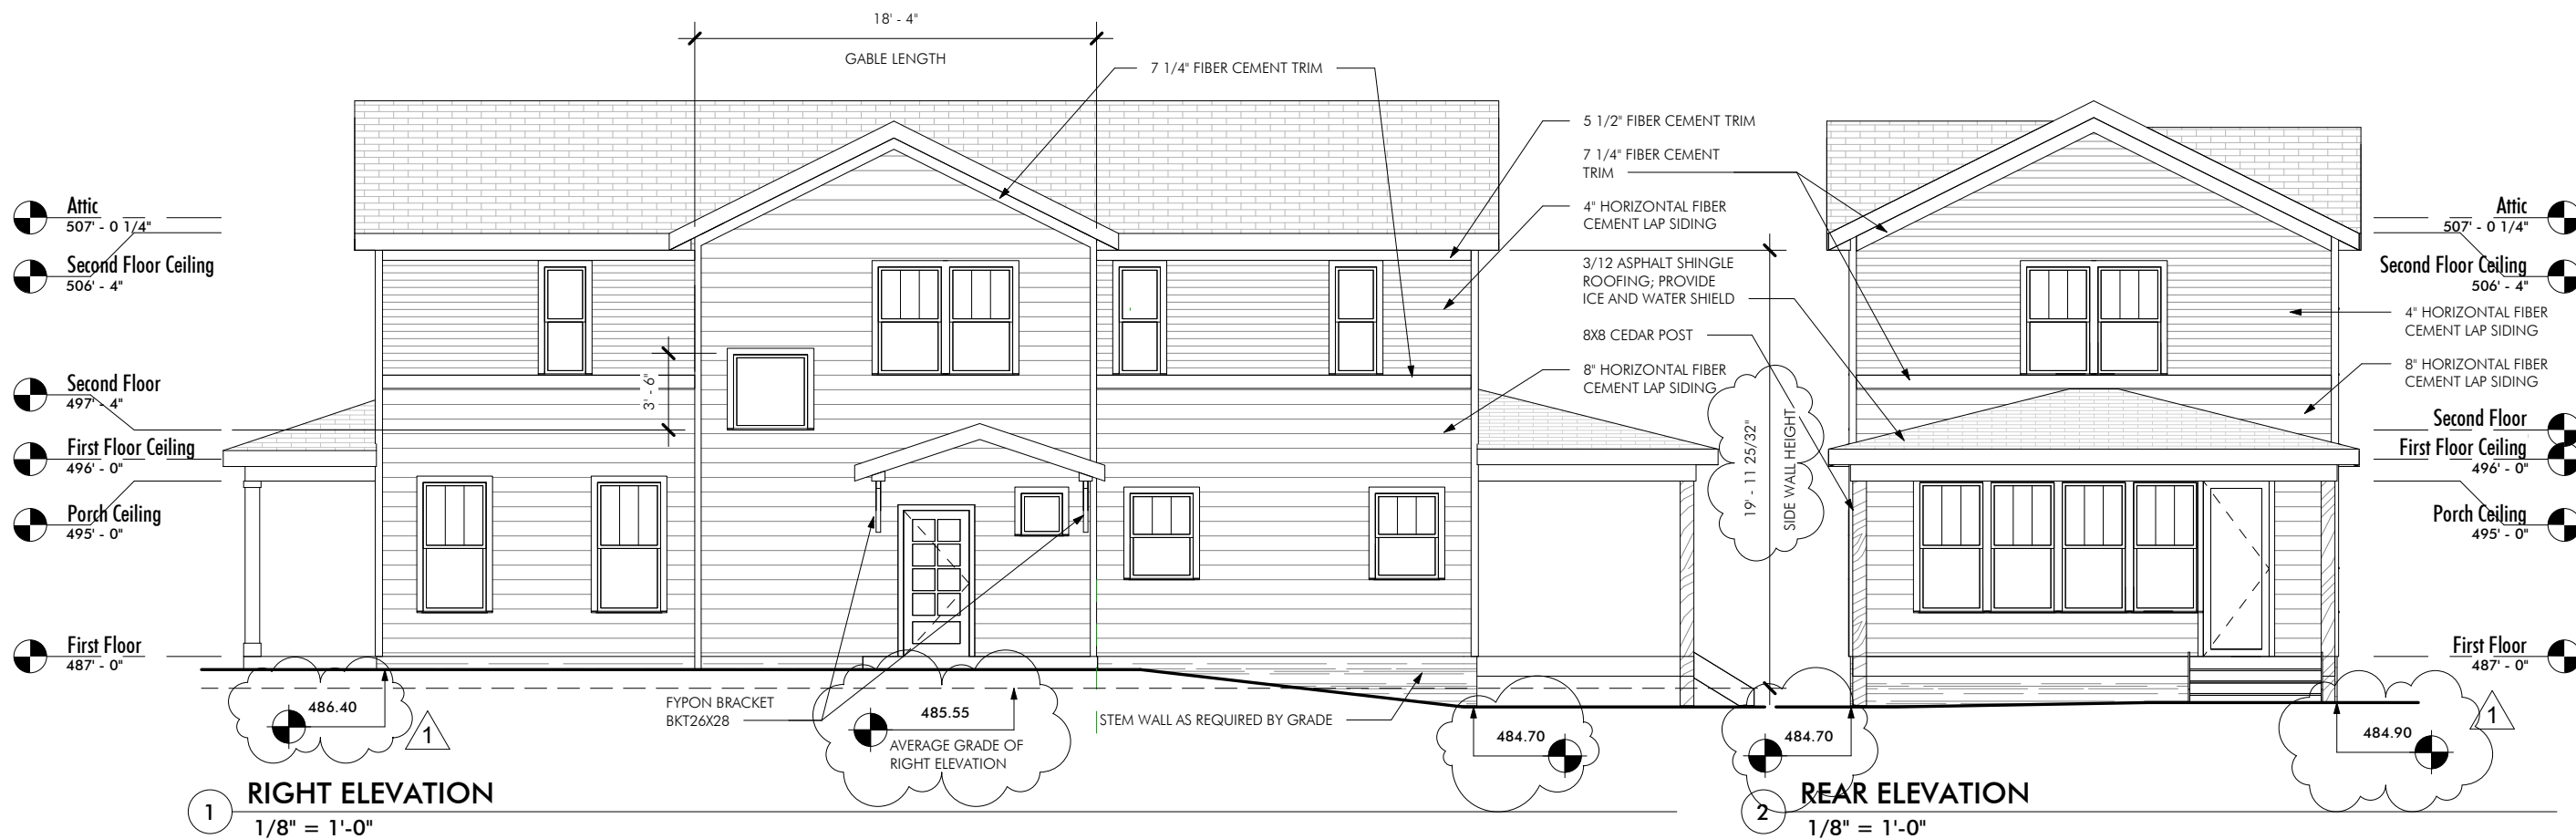 18' - 4"
GABLE LENGTH
7 1/4" FIBER CEMENT TRIM
5 1/2" FIBER CEMENT TRIM
7 1/4" FIBER CEMENT
TRIM
4" HORIZONTAL FIBER
CEMENT LAP SIDING
3/12 ASPHALT SHINGLE
ROOFING; PROVIDE
ICE AND WATER SHIELD
8X8 CEDAR POST
8" HORIZONTAL FIBER
CEMENT LAP SIDING
Attic
507' - 0 1/4"
Second Floor Ceiling
506' - 4"
Second Floor
497' - 4"
First Floor Ceiling
496' - 0"
Porch Ceiling
495' - 0"
First Floor
487' - 0"
3' - 6"
19' - 11 25/32"
SIDE WALL HEIGHT
Attic
507' - 0 1/4"
Second Floor Ceiling
506' - 4"
4" HORIZONTAL FIBER
CEMENT LAP SIDING
8" HORIZONTAL FIBER
CEMENT LAP SIDING
Second Floor
First Floor Ceiling
496' - 0"
Porch Ceiling
495' - 0"
First Floor
487' - 0"
486.40
1
FYPON BRACKET
BKT26X28
485.55
AVERAGE GRADE OF
RIGHT ELEVATION
STEM WALL AS REQUIRED BY GRADE
484.70
484.70
484.90
1
1
RIGHT ELEVATION
1/8" = 1'-0"
2
REAR ELEVATION
1/8" = 1'-0"